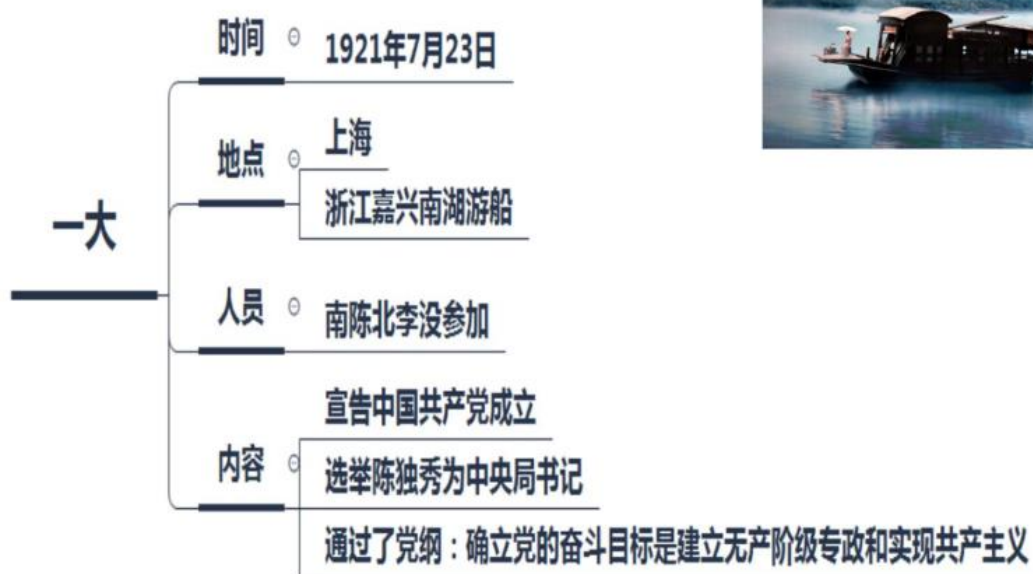 时间
1921年7月23日
地点
上海
浙江嘉兴南湖游船
一大
人员
南陈北李没参加
内容
宣告中国共产党成立
选举陈独秀为中央局书记
通过了党纲：确立党的奋斗目标是建立无产阶级专政和实现共产主义